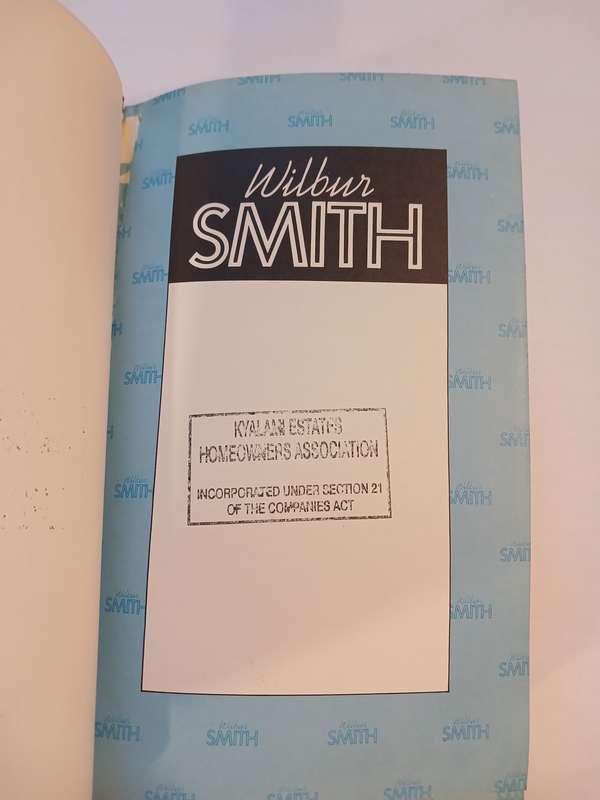 Wilbur
SMITH
KYALAMI ESTATES
HOMEOWNERS ASSOCIATION
INCORPORATED UNDER SECTION 21
OF THE COMPANIES ACT